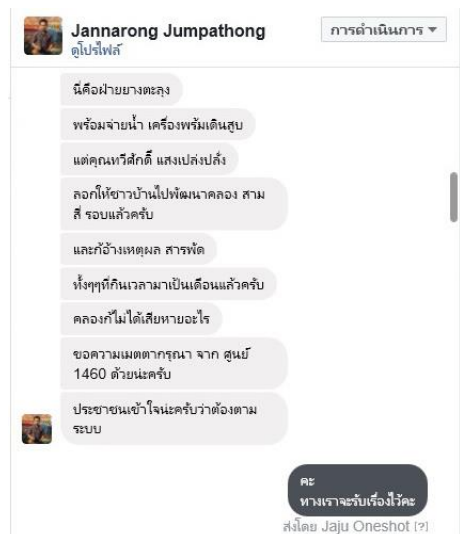 Jannarong Jumpathong
ดูโปรไฟล์
การดำเนินการ
นี่คือฝ่ายยางตะลุง
พร้อมจ่ายน้ำ เครื่องพร้มเดินสูบ
แต่คุณทวีศักดิ์ แสงเปล่งปลั่ง
ลอกให้ชาวบ้านไปพัฒนาคลอง สาม
สี่ รอบแล้วครับ
และก้อ้างเหตุผล สารพัด
ทั้งๆๆที่กินเวลามาเป็นเดือนแล้วครับ
คลองก้ไม่ได้เสียหายอะไร
ขอความเมตตากรุณา จาก ศูนย์
1460 ด้วยน่ะครับ
ประชาชนเข้าใจน่ะครับว่าต้องตาม
ระบบ
คะ
ทางเราจะรับเรื่องไว้คะ
ส่งโดย Jaju Oneshot [?]